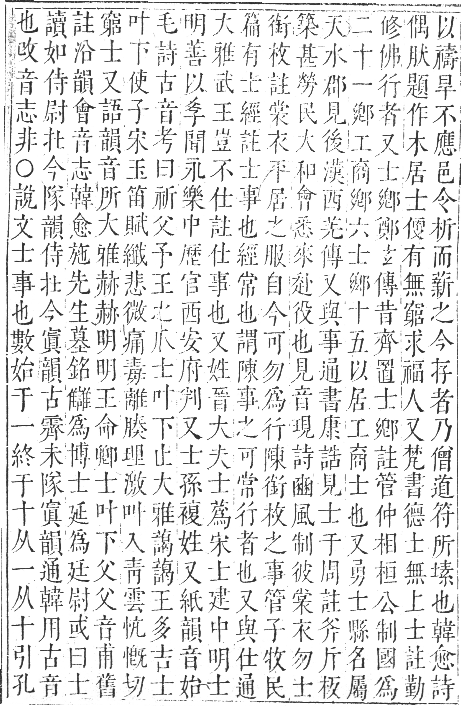 以禱旱不應邑令析而薪之今存者乃僧道符所塐也韓愈詩
偶肰題作木居士便有無窮求福人又梵書德士無上士註勤
修佛行者又士鄉鄭玄傳昔齊置士鄉註管仲相桓公制國爲
二十一鄉工商鄉六士鄉十五以居工商士也又勇士縣名屬
天水郡見後漢西羌傳又與事通書康誥見士于周註斧斤板
築甚勞民大和會悉來赴役也見音現詩豳風制彼裳衣勿士
銜枚註裳衣平居之服自今可勿爲行陳銜枚之事管子牧民
篇有士經註士事也經常也謂陳事之可常行者也又與仕通
大雅武王豈不仕註仕事也又姓晉大夫士蔿宋士建中明士
明善以孝聞永樂中歷官西安府判又士孫複姓又紙韻音始
毛詩古音考曰祈父予王之爪士叶下止大雅藹藹王多吉士
叶下使子宋玉笛賦纖悲微痛毒離腠理激叫入靑雲忼慨切
窮士又語韻音所大雅赫赫明明王命卿士叶下父父音甫舊
註沿韻會音志韓愈施先生墓銘讎爲博士延爲廷尉或曰士
讀如侍尉壯今隊韻侍壯今寘韻古霽未隊寘韻通韓用古音
也改音志非○說文士事也數始于一終于十从一从十引孔